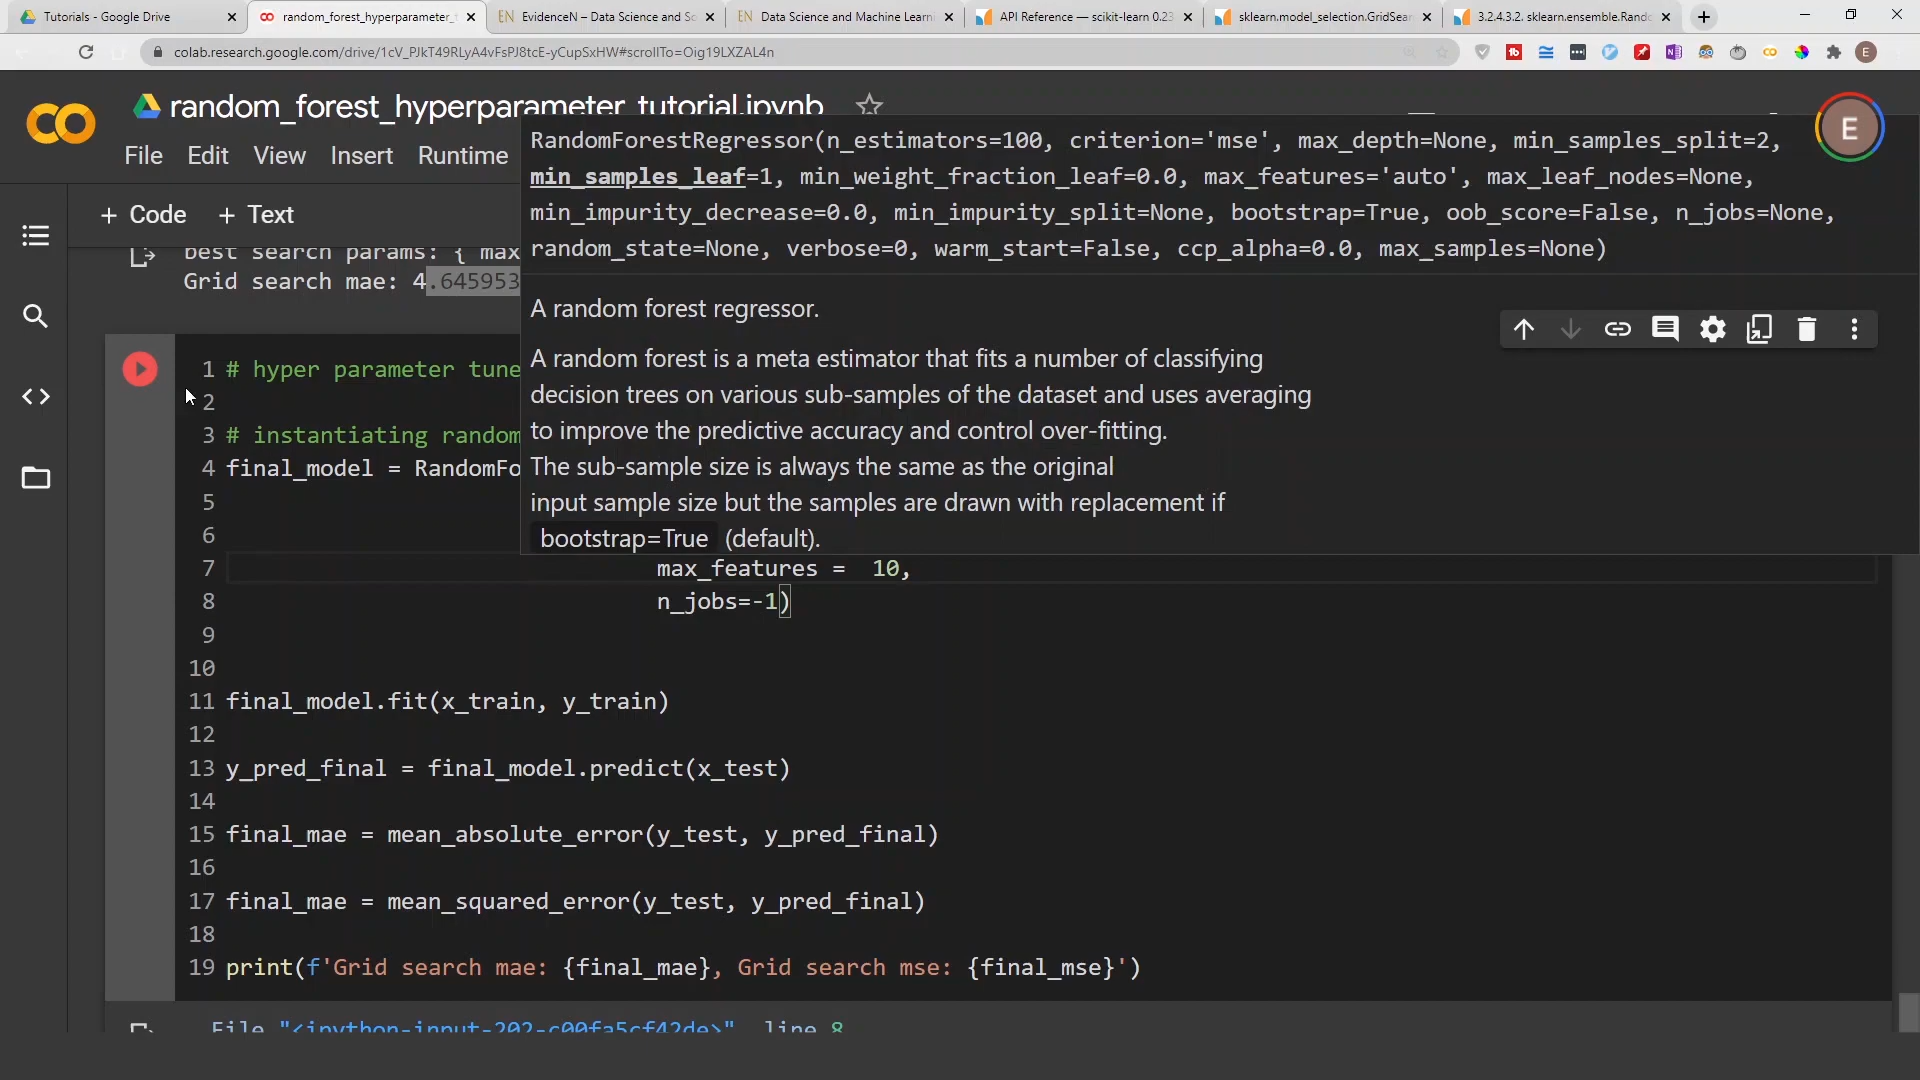 Tutorials - Google Drive
random_forest_hyperparameter_t
EN EvidenceN – Data Science and So
EN Data Science and Machine Learni
API Reference — scikit-learn 0.23
sklearn.model_selection.GridSear
3.2.4.3.2. sklearn.ensemble.Rando
colab.research.google.com/drive/1cV_PJkT49RLyA4vFsPJ8tcE-yCupSxHW#scrollTo=Oig19LXZAL4n
random_forest_hyperparameter_tutorial.ipynb
File Edit View Insert Runtime
E
+ Code + Text
RandomForestRegressor(n_estimators=100, criterion='mse', max_depth=None, min_samples_split=2,
min_samples_leaf=1, min_weight_fraction_leaf=0.0, max_features='auto', max_leaf_nodes=None,
min_impurity_decrease=0.0, min_impurity_split=None, bootstrap=True, oob_score=False, n_jobs=None,
random_state=None, verbose=0, warm_start=False, ccp_alpha=0.0, max_samples=None)
A random forest regressor.
A random forest is a meta estimator that fits a number of classifying
decision trees on various sub-samples of the dataset and uses averaging
to improve the predictive accuracy and control over-fitting.
The sub-sample size is always the same as the original
input sample size but the samples are drawn with replacement if
bootstrap=True (default).
best search params: { max
Grid search mae: 4.645953
1 # hyper parameter tune
2
3 # instantiating random
4 final_model = RandomFo
5
6
7 max_features =  10,
8 n_jobs=-1)
9
10
11 final_model.fit(x_train, y_train)
12
13 y_pred_final = final_model.predict(x_test)
14
15 final_mae = mean_absolute_error(y_test, y_pred_final)
16
17 final_mae = mean_squared_error(y_test, y_pred_final)
18
19 print(f'Grid search mae: {final_mae}, Grid search mse: {final_mse}')
File "<ipython-input-202-c00fa5cf42de>", line 8